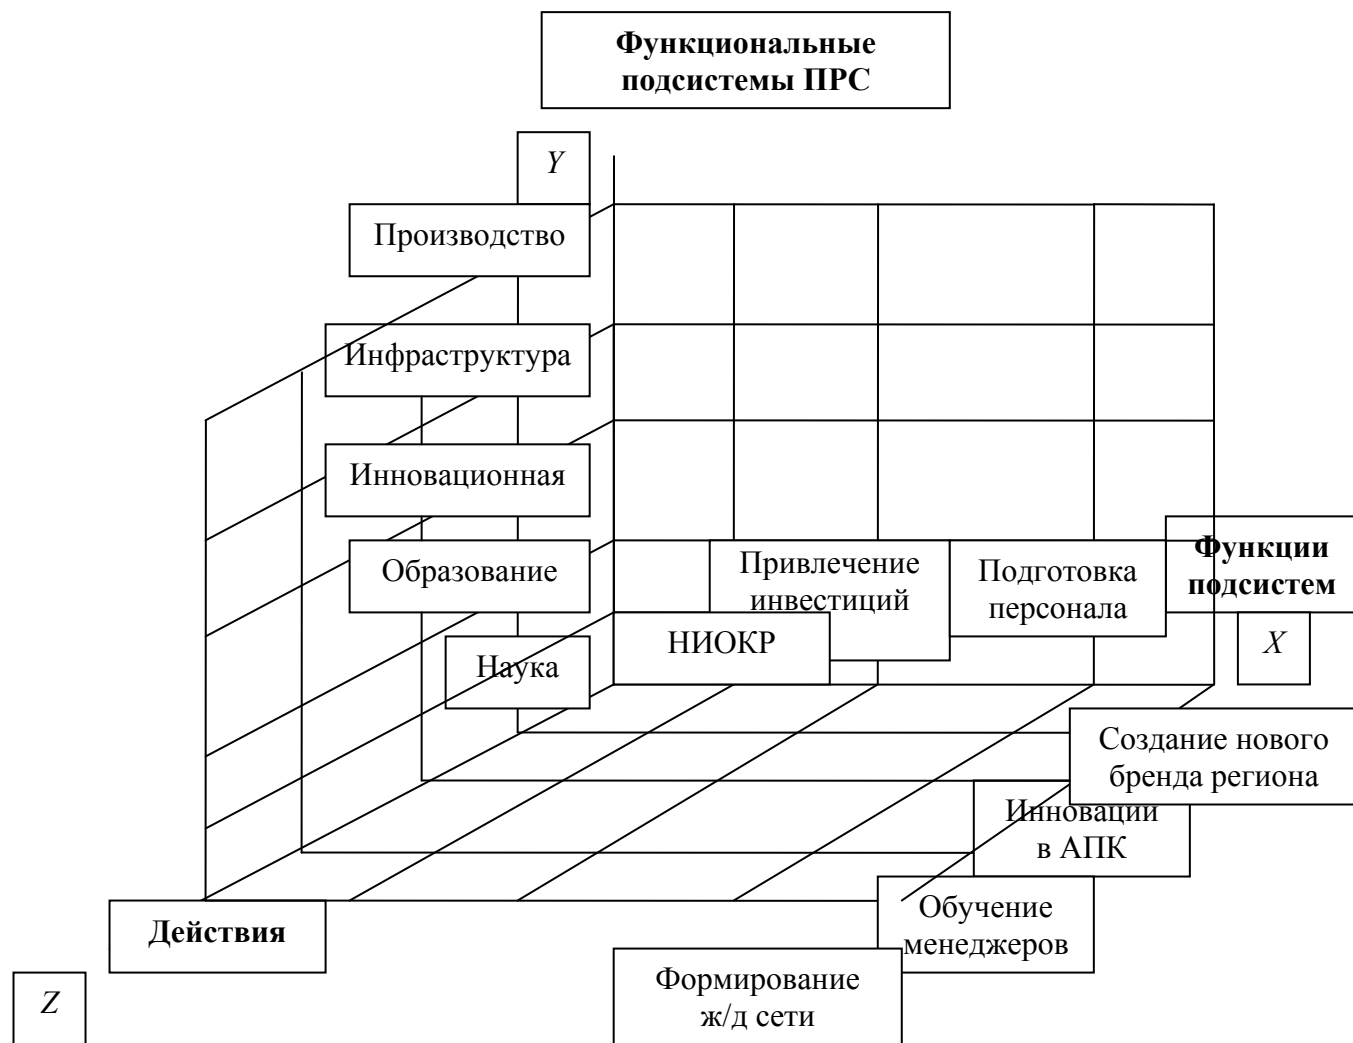 Функциональные
подсистемы ПРС
Y
Производство
Инфраструктура
Инновационная
Образование
Наука
Привлечение
инвестиций
НИОКР
Подготовка
персонала
Функции
подсистем
X
Создание нового
бренда региона
Инновации
в АПК
Обучение
менеджеров
Формирование
ж/д сети
Действия
Z